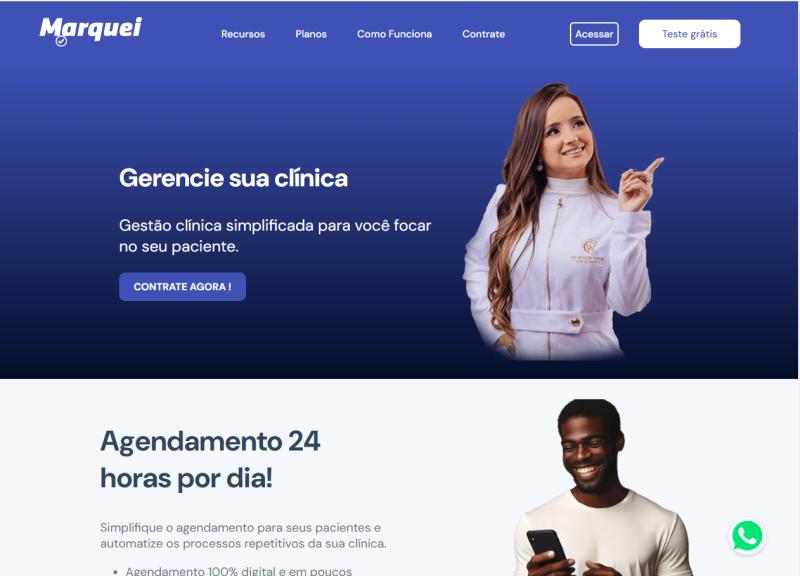 Marquei
Recursos
Planos
Como Funciona
Contrate
Acessar
Teste grátis
Gerencie sua clínica
Gestão clínica simplificada para você focar
no seu paciente.
CONTRATE AGORA !
Agendamento 24
horas por dia!
Simplifique o agendamento para seus pacientes e
automatize os processos repetitivos da sua clínica.
• Agendamento 100% digital e em poucos